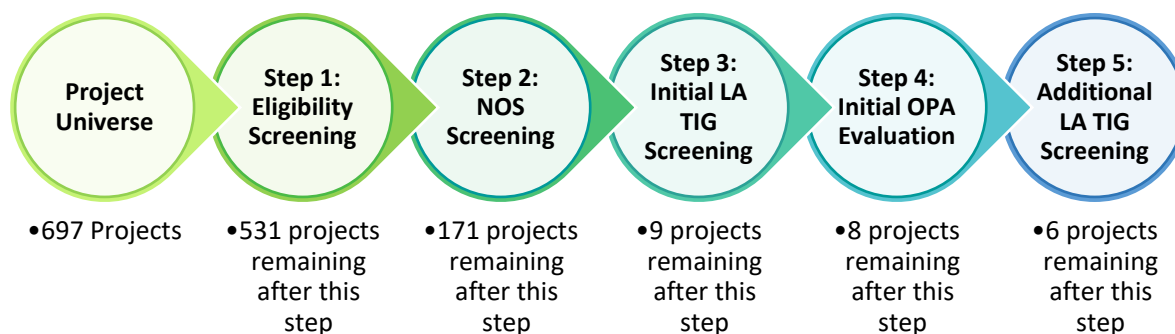 Project
Universe
Step 1:
Eligibility
Screening
Step 2:
NOS
Screening
Step 3:
Initial LA
TIG
Screening
Step 4:
Initial OPA
Evaluation
Step 5:
Additional
LA TIG
Screening
•697 Projects
•531 projects
remaining
after this
step
•171 projects
remaining
after this
step
•9 projects
remaining
after this
step
•8 projects
remaining
after this
step
•6 projects
remaining
after this
step